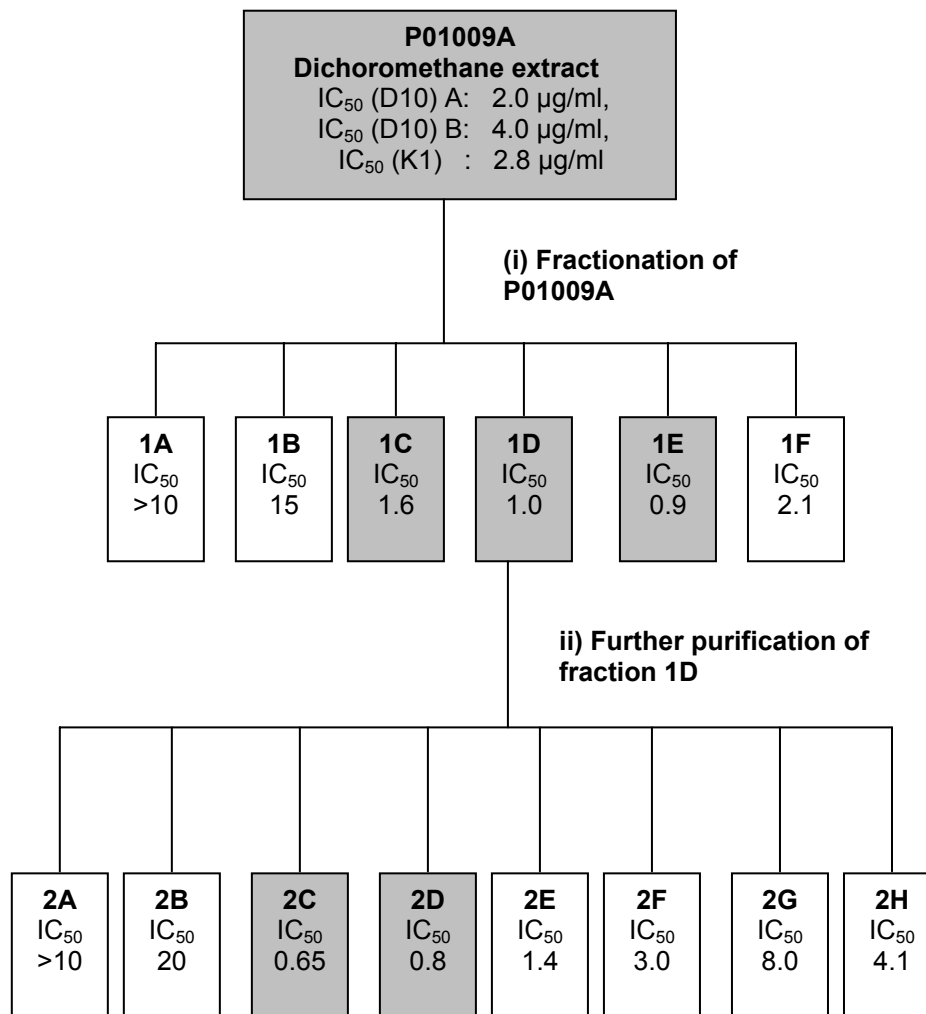 P01009A
Dichoromethane extract
IC50 (D10) A: 2.0 µg/ml,
IC50 (D10) B: 4.0 µg/ml,
IC50 (K1) : 2.8 µg/ml
(i) Fractionation of
P01009A
1A
IC50
>10
1B
IC50
15
1C
IC50
1.6
1D
IC50
1.0
1E
IC50
0.9
1F
IC50
2.1
ii) Further purification of
fraction 1D
2A
IC50
>10
2B
IC50
20
2C
IC50
0.65
2D
IC50
0.8
2E
IC50
1.4
2F
IC50
3.0
2G
IC50
8.0
2H
IC50
4.1